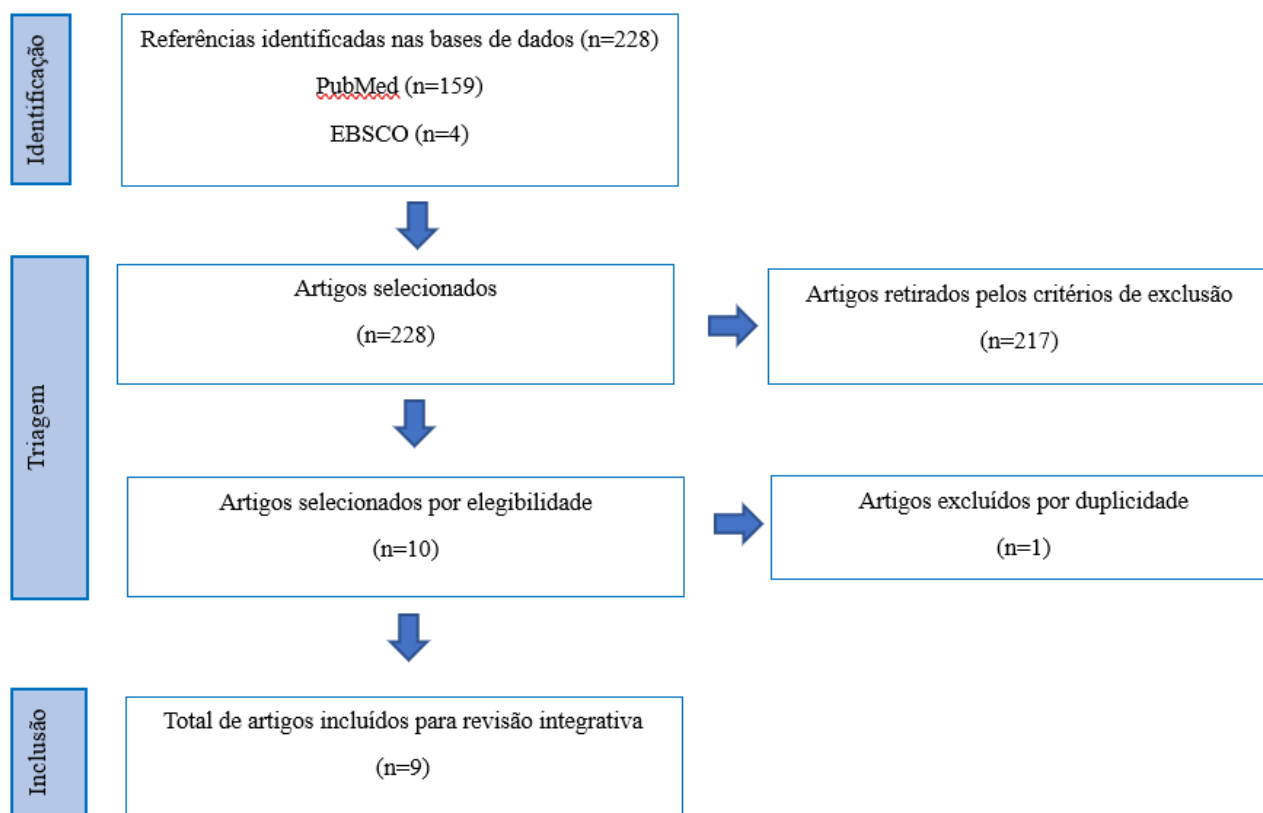 Identificação
Referências identificadas nas bases de dados (n=228)
PubMed (n=159)
EBSCO (n=4)
Triagem
Artigos selecionados
(n=228)
Artigos retirados pelos critérios de exclusão
(n=217)
Artigos selecionados por elegibilidade
(n=10)
Artigos excluídos por duplicidade
(n=1)
Inclusão
Total de artigos incluídos para revisão integrativa
(n=9)